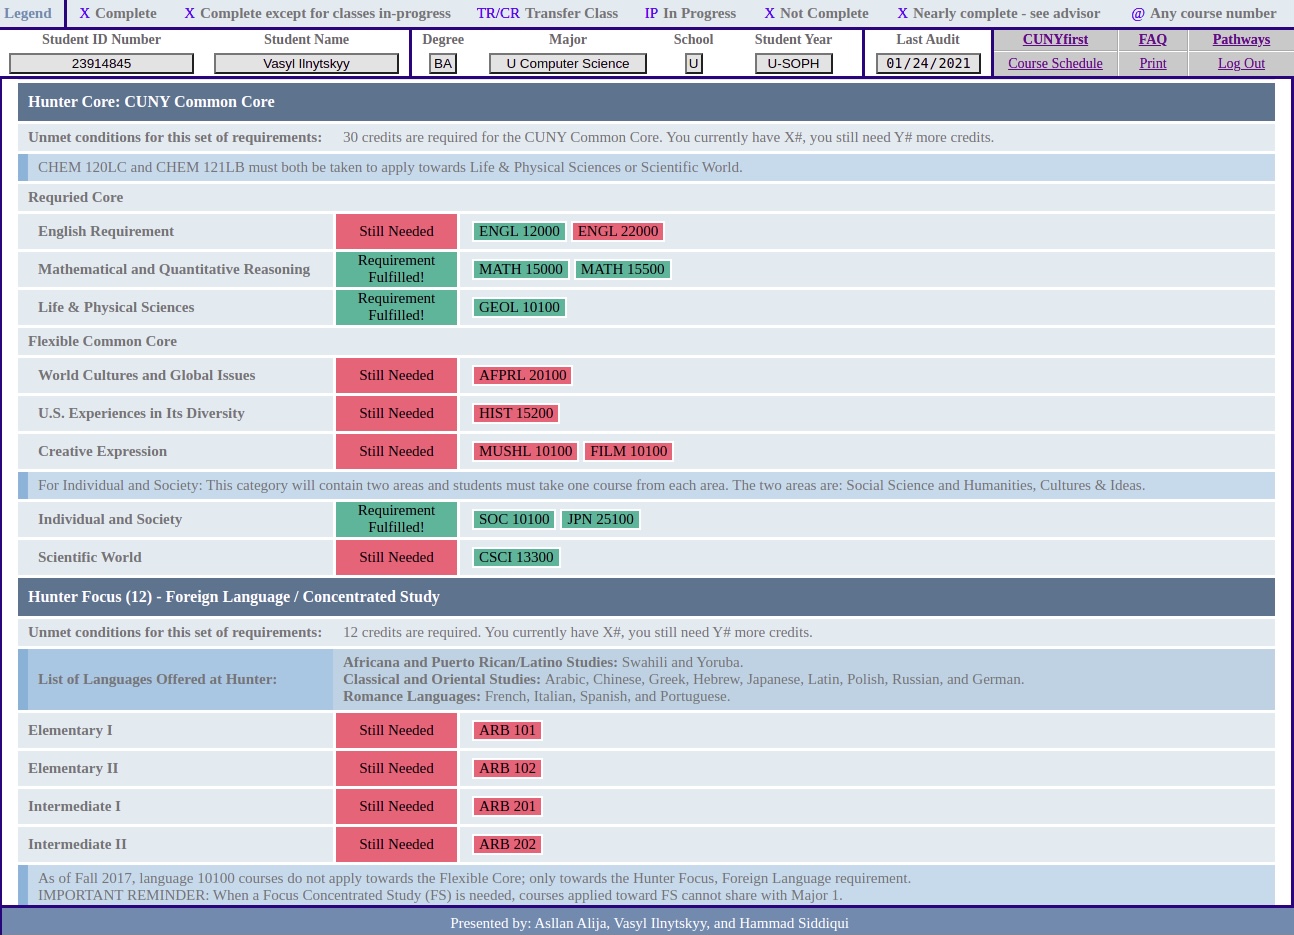 Legend X Complete X Complete except for classes in-progress TR/CR Transfer Class IP In Progress X Not Complete X Nearly complete - see advisor @ Any course number
Student ID Number Student Name Degree Major School Student Year Last Audit CUNYfirst FAQ Pathways
23914845 Vasyl Ilnytskyy BA U Computer Science U U-SOPH 01/24/2021 Course Schedule Print Log Out
Hunter Core: CUNY Common Core
Unmet conditions for this set of requirements: 30 credits are required for the CUNY Common Core. You currently have X#, you still need Y# more credits.
CHEM 120LC and CHEM 121LB must both be taken to apply towards Life & Physical Sciences or Scientific World.
Requried Core
English Requirement Still Needed ENGL 12000 ENGL 22000
Mathematical and Quantitative Reasoning Requirement Fulfilled! MATH 15000 MATH 15500
Life & Physical Sciences Requirement Fulfilled! GEOL 10100
Flexible Common Core
World Cultures and Global Issues Still Needed AFPRL 20100
U.S. Experiences in Its Diversity Still Needed HIST 15200
Creative Expression Still Needed MUSHL 10100 FILM 10100
For Individual and Society: This category will contain two areas and students must take one course from each area. The two areas are: Social Science and Humanities, Cultures & Ideas.
Individual and Society Requirement Fulfilled! SOC 10100 JPN 25100
Scientific World Still Needed CSCI 13300
Hunter Focus (12) - Foreign Language / Concentrated Study
Unmet conditions for this set of requirements: 12 credits are required. You currently have X#, you still need Y# more credits.
List of Languages Offered at Hunter:
Africana and Puerto Rican/Latino Studies: Swahili and Yoruba.
Classical and Oriental Studies: Arabic, Chinese, Greek, Hebrew, Japanese, Latin, Polish, Russian, and German.
Romance Languages: French, Italian, Spanish, and Portuguese.
Elementary I Still Needed ARB 101
Elementary II Still Needed ARB 102
Intermediate I Still Needed ARB 201
Intermediate II Still Needed ARB 202
As of Fall 2017, language 10100 courses do not apply towards the Flexible Core; only towards the Hunter Focus, Foreign Language requirement.
IMPORTANT REMINDER: When a Focus Concentrated Study (FS) is needed, courses applied toward FS cannot share with Major 1.
Presented by: Asllan Alija, Vasyl Ilnytskyy, and Hammad Siddiqui